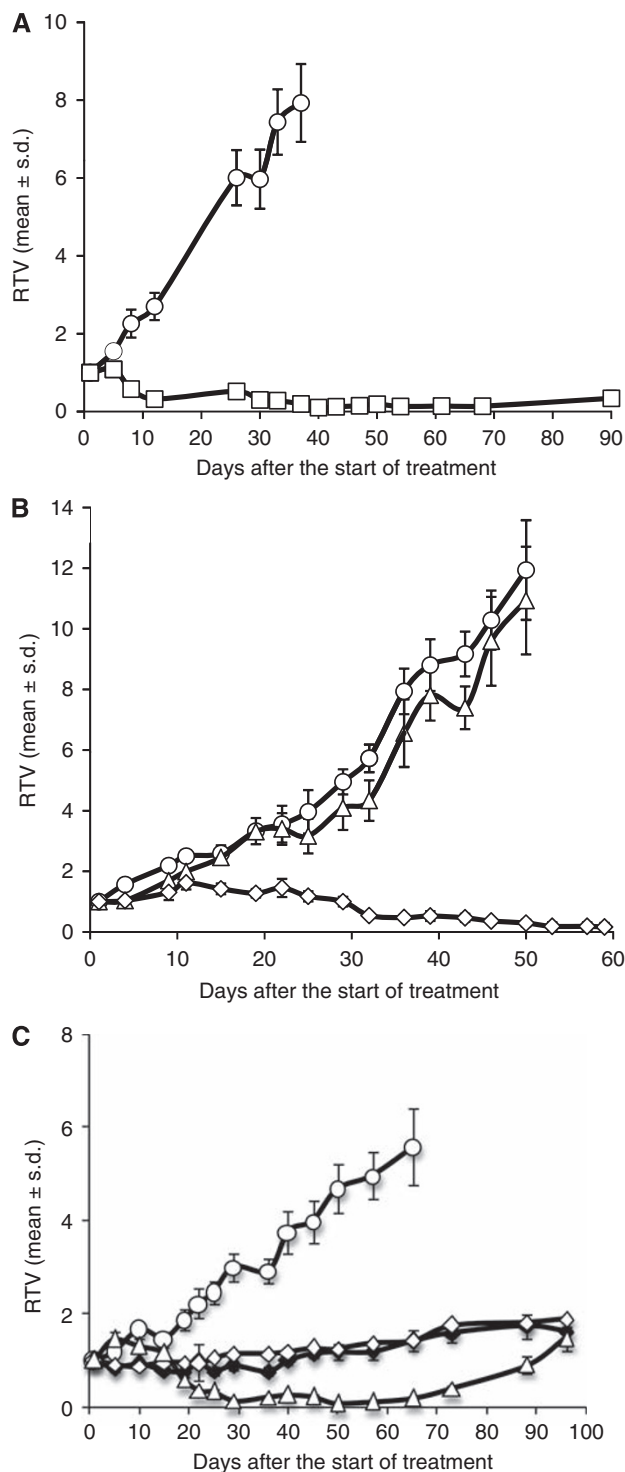 A
10
8
6
4
2
0
RTV (mean ± s.d.)
0 10 20 30 40 50 60 70 80 90
Days after the start of treatment
B
14
12
10
8
6
4
2
0
RTV (mean ± s.d.)
0 10 20 30 40 50 60
Days after the start of treatment
C
8
6
4
2
0
RTV (mean ± s.d.)
0 10 20 30 40 50 60 70 80 90 100
Days after the start of treatment